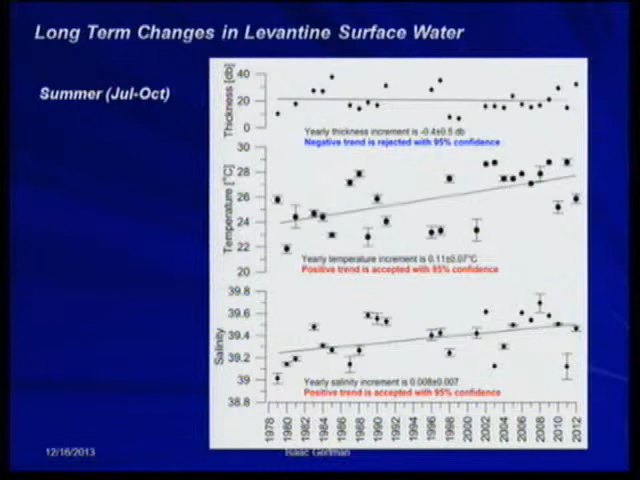 Long Term Changes in Levantine Surface Water
Summer (Jul-Oct)
Thickness [db]
40
20
0
Yearly thickness increment is -0.4±0.5 db
Negative trend is rejected with 95% confidence
Temperature [°C]
30
28
26
24
22
20
Yearly temperature increment is 0.11±0.07°C
Positive trend is accepted with 95% confidence
Salinity
39.8
39.6
39.4
39.2
39
38.8
Yearly salinity increment is 0.008±0.007
Positive trend is accepted with 95% confidence
1978 1980 1982 1984 1986 1988 1990 1992 1994 1996 1998 2000 2002 2004 2006 2008 2010 2012
12/16/2013
Isaac Gertman